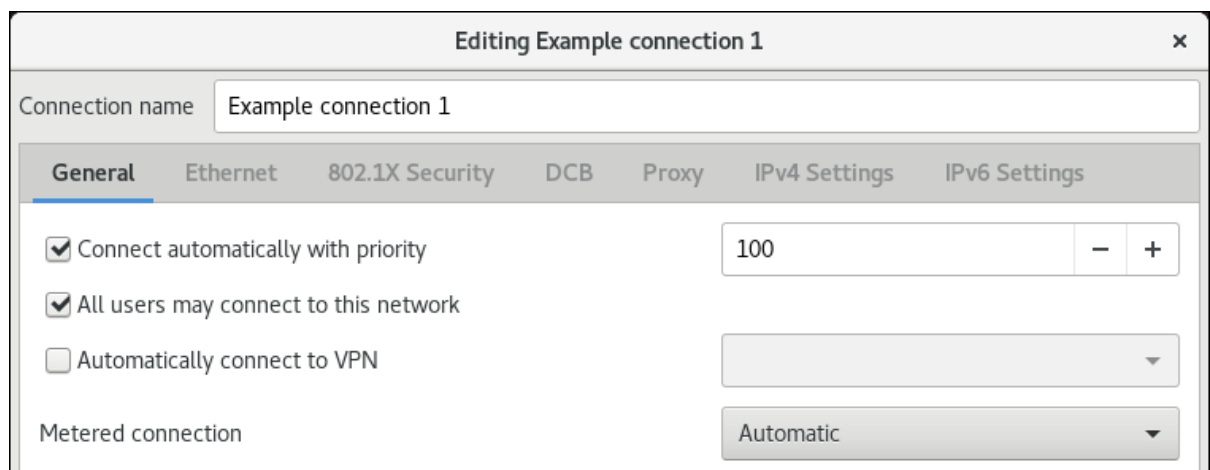 Editing Example connection 1
Connection name Example connection 1
General Ethernet 802.1X Security DCB Proxy IPv4 Settings IPv6 Settings
Connect automatically with priority 100 − +
All users may connect to this network
Automatically connect to VPN
Metered connection Automatic